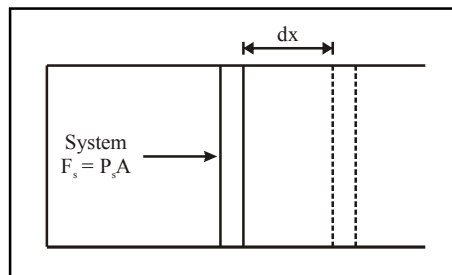 dx
System
Fₛ = PₛA